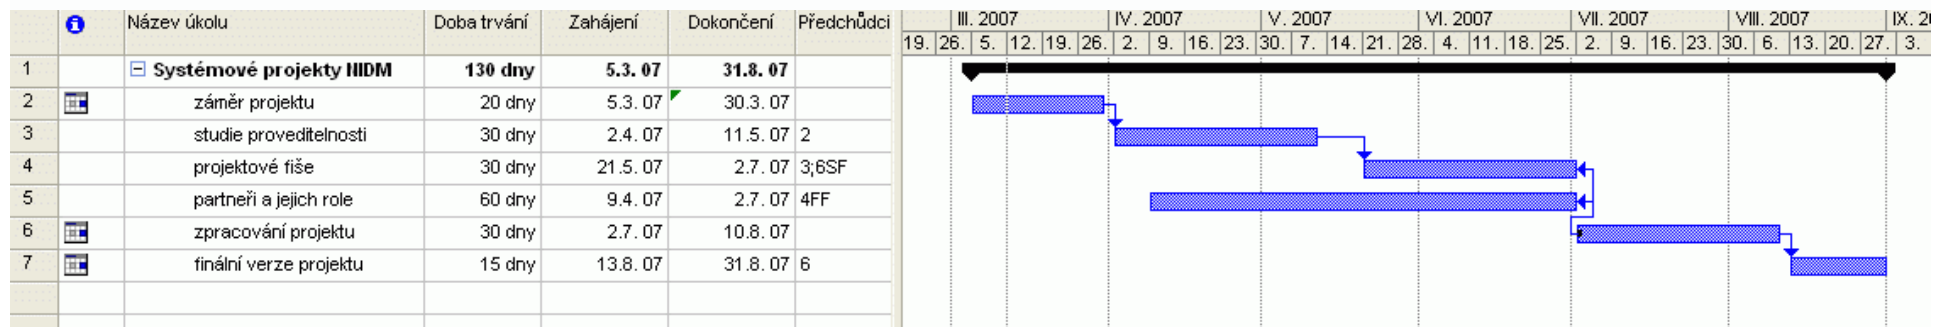 Název úkolu Doba trvání Zahájení Dokončení Předchůdci III. 2007 IV. 2007 V. 2007 VI. 2007 VII. 2007 VIII. 2007 IX. 2
19. 26. 5. 12. 19. 26. 2. 9. 16. 23. 30. 7. 14. 21. 28. 4. 11. 18. 25. 2. 9. 16. 23. 30. 6. 13. 20. 27. 3.
1 Systémové projekty NIDM 130 dny 5.3. 07 31.8. 07
2 záměr projektu 20 dny 5.3. 07 30.3. 07
3 studie proveditelnosti 30 dny 2.4. 07 11.5. 07 2
4 projektové fiše 30 dny 21.5. 07 2.7. 07 3;6SF
5 partneři a jejich role 60 dny 9.4. 07 2.7. 07 4FF
6 zpracování projektu 30 dny 2.7. 07 10.8. 07
7 finální verze projektu 15 dny 13.8. 07 31.8. 07 6